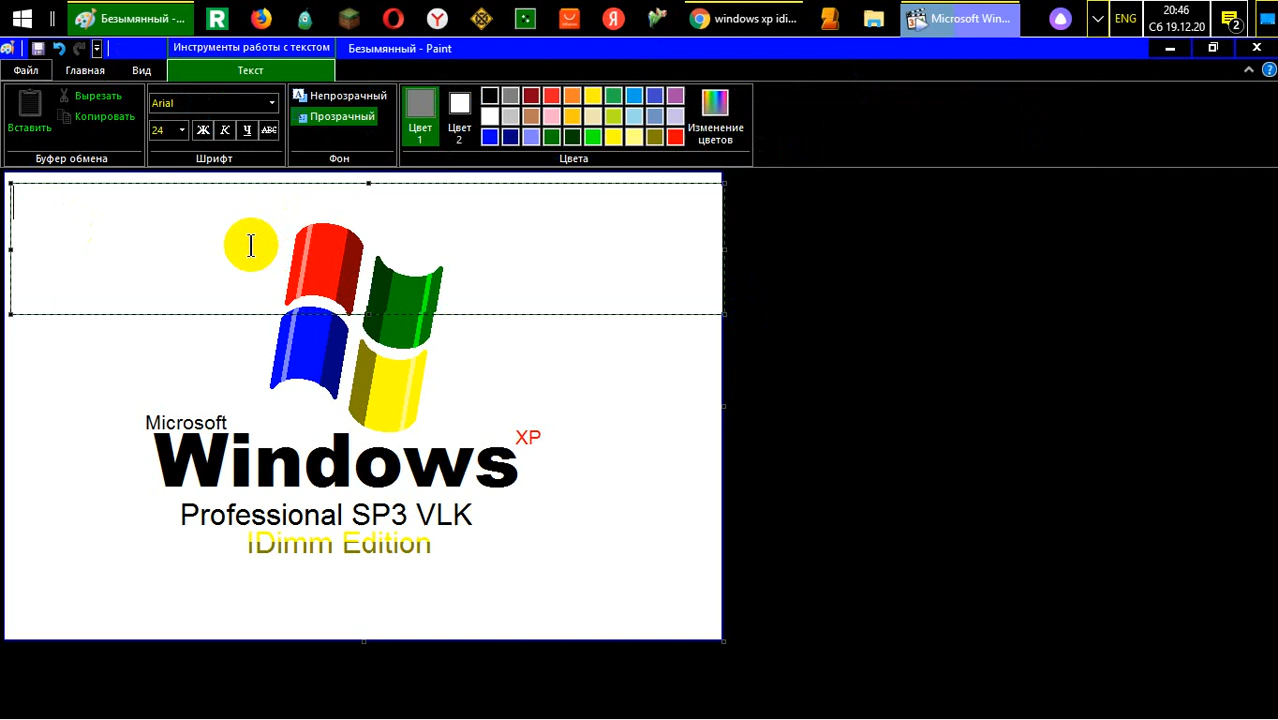 Безымянный -...
windows xp idi...
Microsoft Win...
ENG
20:46
Сб 19.12.20
2
Инструменты работы с текстом
Безымянный - Paint
Файл
Главная
Вид
Текст
Вставить
Вырезать
Копировать
Буфер обмена
Arial
24
Ж К Ч abc
Шрифт
Непрозрачный
Прозрачный
Фон
Цвет 1
Цвет 2
Изменение цветов
Цвета
Microsoft
Windows XP
Professional SP3 VLK
IDimm Edition